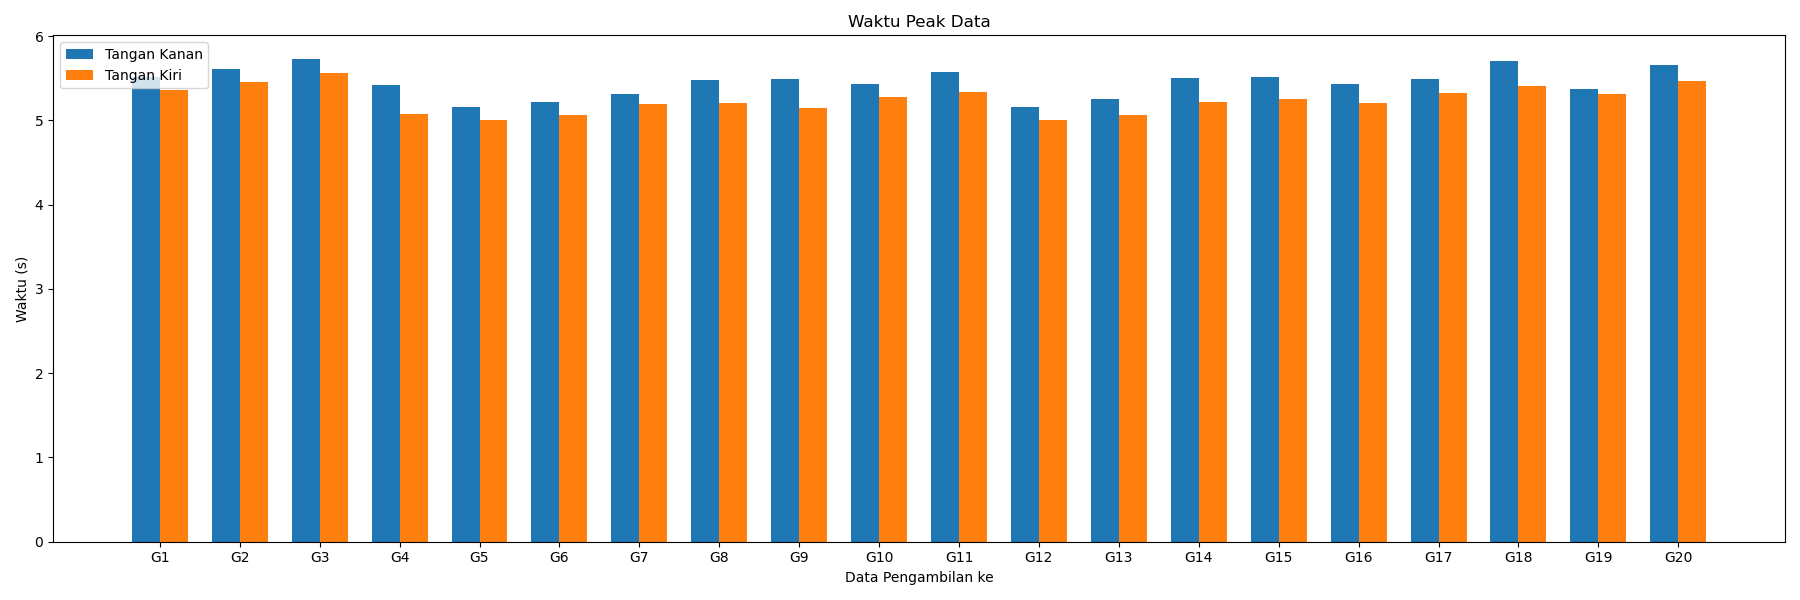 Waktu Peak Data
Tangan Kanan
Tangan Kiri
Waktu (s)
6
5
4
3
2
1
0
G1 G2 G3 G4 G5 G6 G7 G8 G9 G10 G11 G12 G13 G14 G15 G16 G17 G18 G19 G20
Data Pengambilan ke